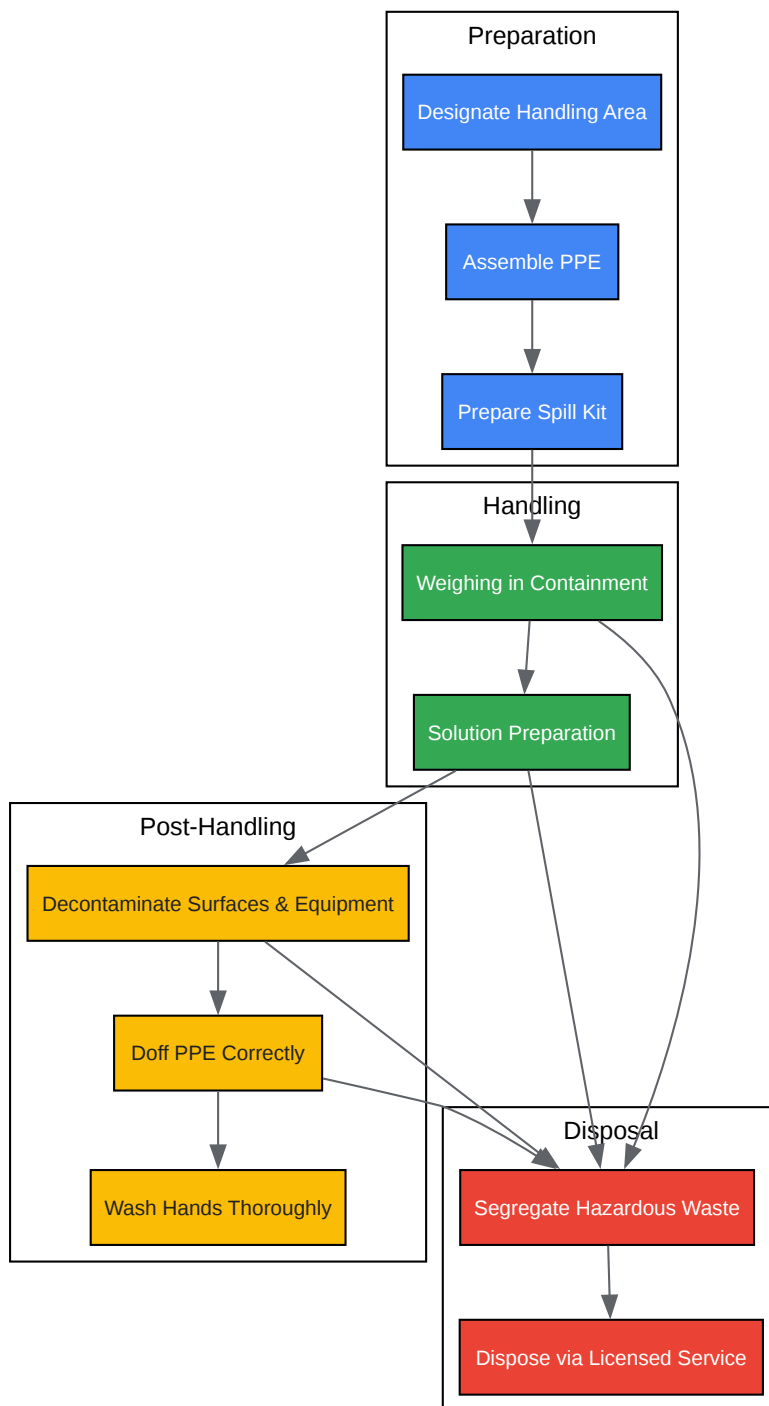 Preparation
Designate Handling Area
Assemble PPE
Prepare Spill Kit
Handling
Weighing in Containment
Solution Preparation
Post-Handling
Decontaminate Surfaces & Equipment
Doff PPE Correctly
Wash Hands Thoroughly
Disposal
Segregate Hazardous Waste
Dispose via Licensed Service